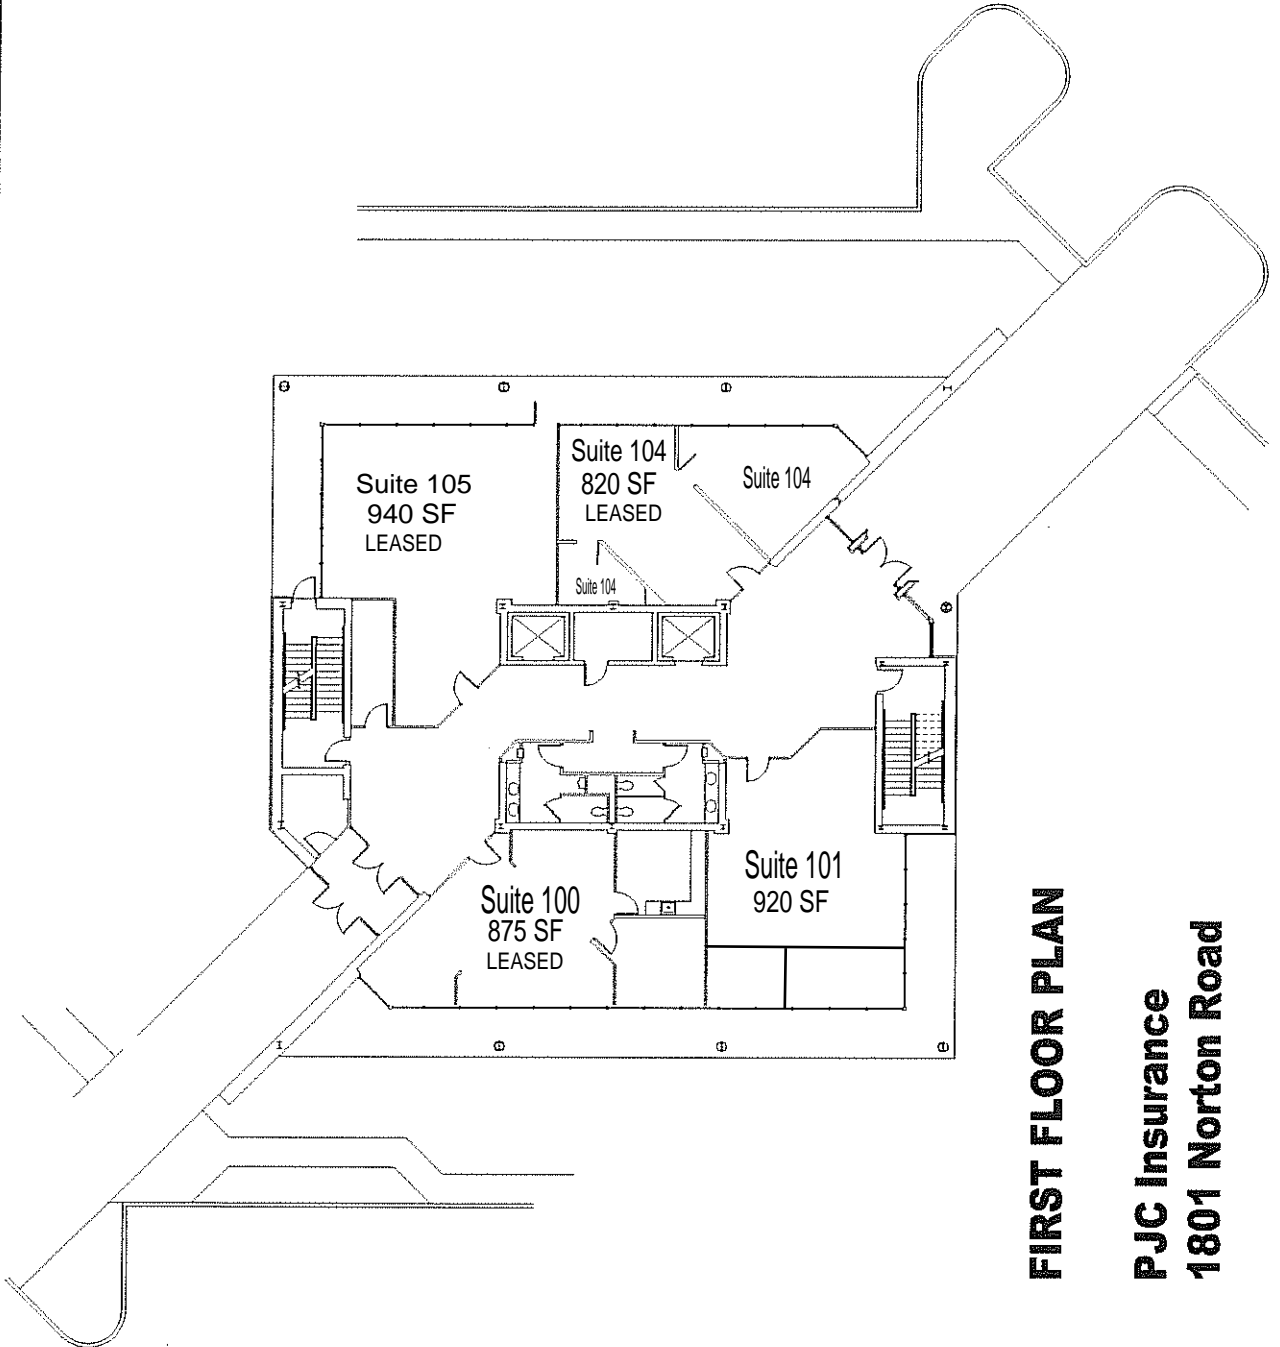 Suite 105
940 SF
LEASED
Suite 104
820 SF
LEASED
Suite 104
Suite 104
Suite 100
875 SF
LEASED
Suite 101
920 SF
FIRST FLOOR PLAN
PJC Insurance
1801 Norton Road